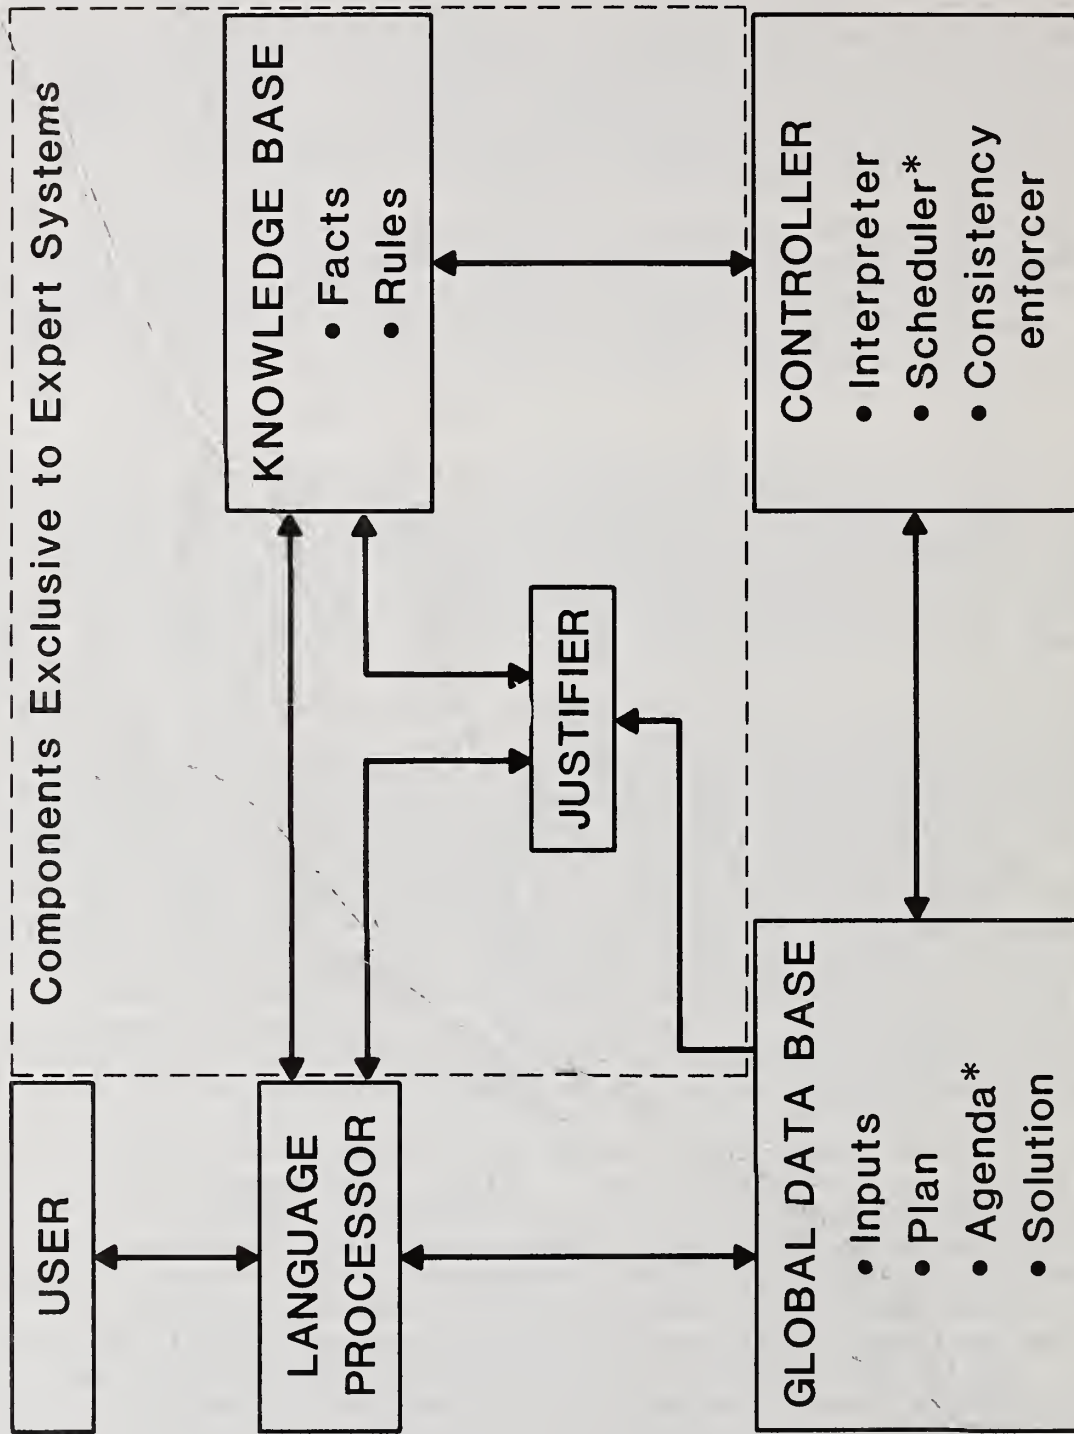 Components Exclusive to Expert Systems
USER
LANGUAGE
PROCESSOR
KNOWLEDGE BASE
• Facts
• Rules
JUSTIFIER
GLOBAL DATA BASE
• Inputs
• Plan
• Agenda*
• Solution
CONTROLLER
• Interpreter
• Scheduler*
• Consistency
enforcer